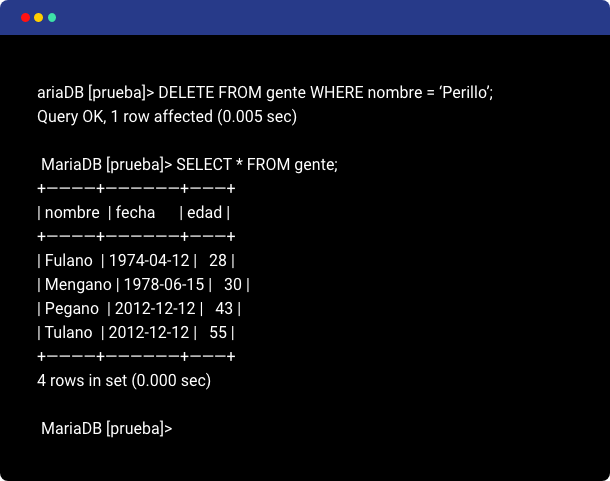 ariaDB [prueba]> DELETE FROM gente WHERE nombre = ‘Perillo’;
Query OK, 1 row affected (0.005 sec)
MariaDB [prueba]> SELECT * FROM gente;
+————+——————+———+
| nombre | fecha | edad |
+————+——————+———+
| Fulano | 1974-04-12 | 28 |
| Mengano | 1978-06-15 | 30 |
| Pegano | 2012-12-12 | 43 |
| Tulano | 2012-12-12 | 55 |
+————+——————+———+
4 rows in set (0.000 sec)
MariaDB [prueba]>